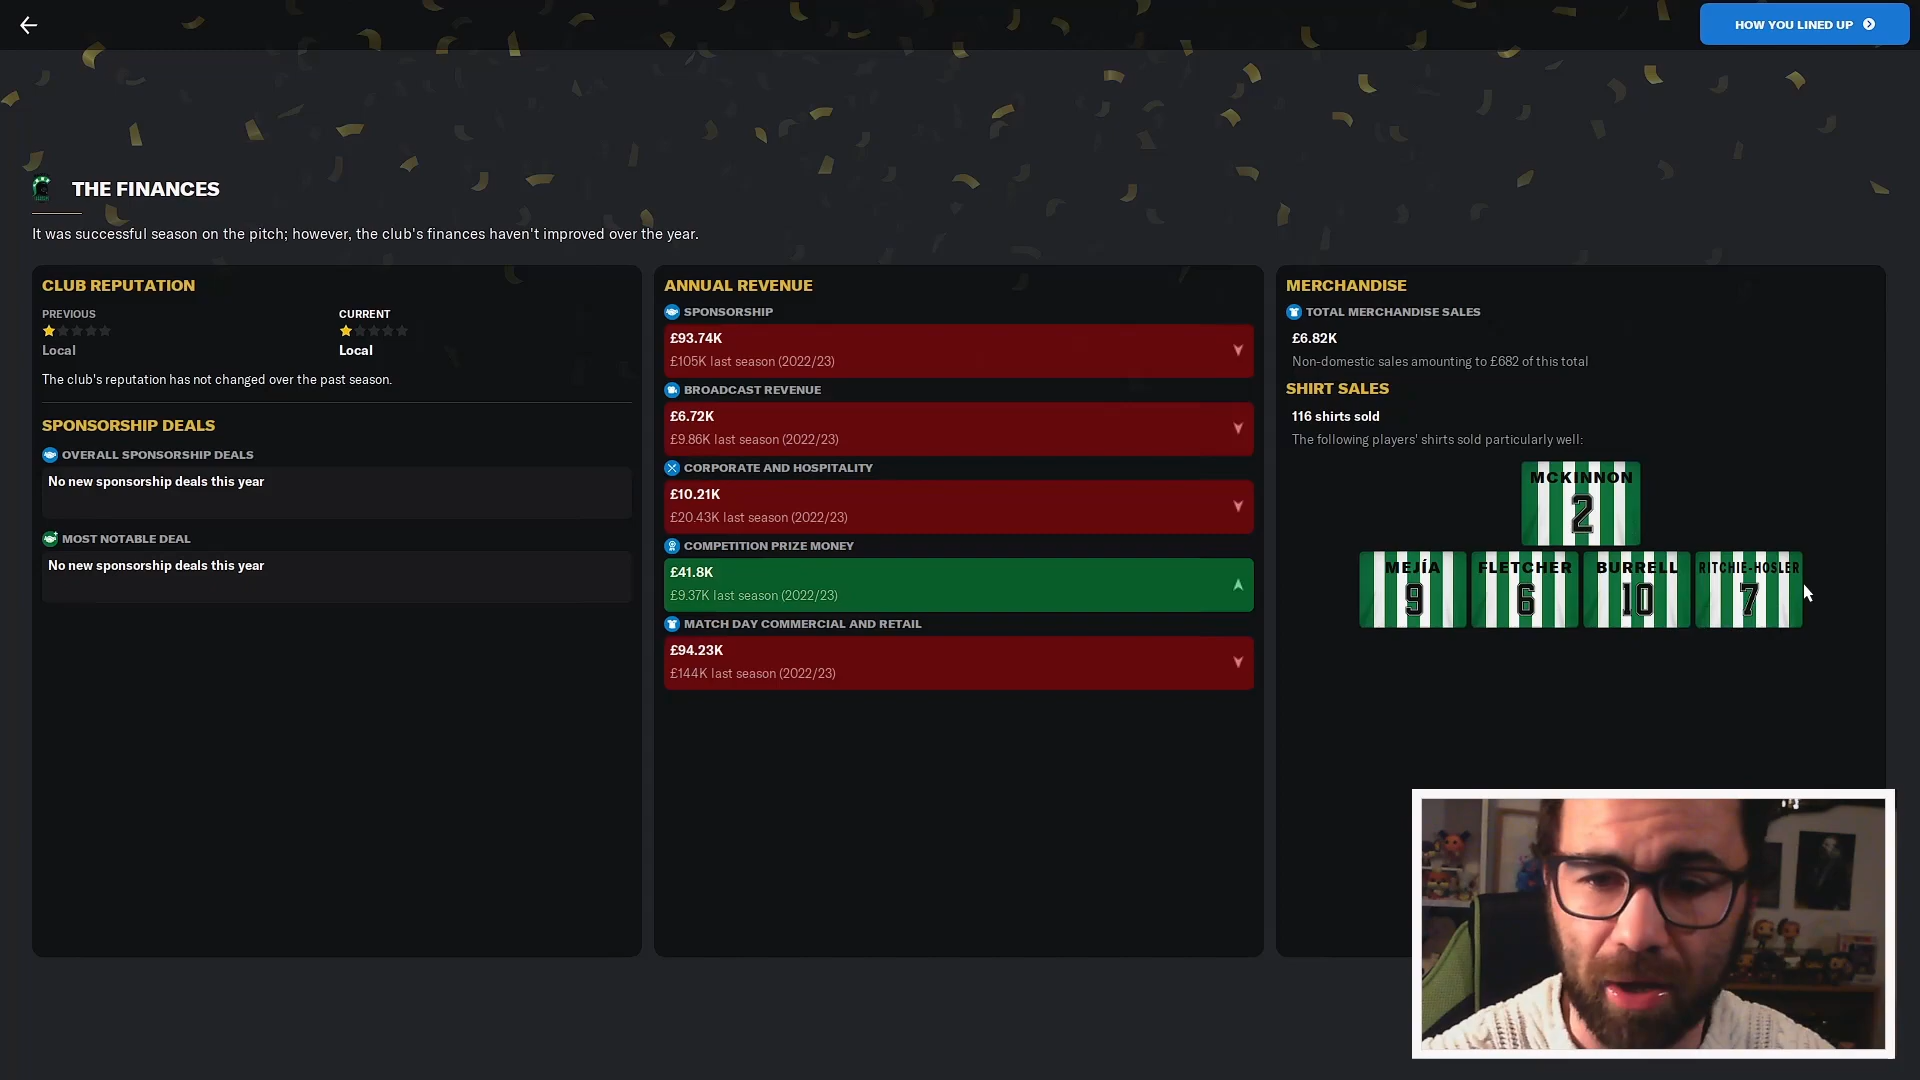 HOW YOU LINED UP
THE FINANCES
It was successful season on the pitch; however, the club's finances haven't improved over the year.
CLUB REPUTATION
PREVIOUS
CURRENT
Local
Local
The club's reputation has not changed over the past season.
SPONSORSHIP DEALS
OVERALL SPONSORSHIP DEALS
No new sponsorship deals this year
MOST NOTABLE DEAL
No new sponsorship deals this year
ANNUAL REVENUE
SPONSORSHIP
£93.74K
£105K last season (2022/23)
BROADCAST REVENUE
£6.72K
£9.86K last season (2022/23)
CORPORATE AND HOSPITALITY
£10.21K
£20.43K last season (2022/23)
COMPETITION PRIZE MONEY
£41.8K
£9.37K last season (2022/23)
MATCH DAY COMMERCIAL AND RETAIL
£94.23K
£144K last season (2022/23)
MERCHANDISE
TOTAL MERCHANDISE SALES
£6.82K
Non-domestic sales amounting to £682 of this total
SHIRT SALES
116 shirts sold
The following players' shirts sold particularly well:
MCKINNON
2
MEJÍA
9
FLETCHER
6
BURRELL
10
RITCHIE-HOSLER
7